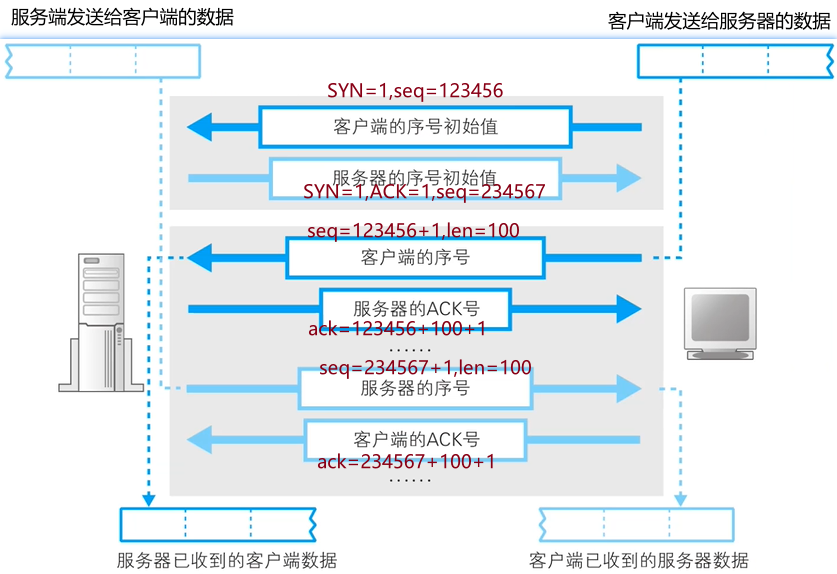 服务端发送给客户端的数据
客户端发送给服务器的数据
SYN=1,seq=123456
客户端的序号初始值
服务器的序号初始值
SYN=1,ACK=1,seq=234567
seq=123456+1,len=100
客户端的序号
服务器的ACK号
ack=123456+100+1
......
seq=234567+1,len=100
服务器的序号
客户端的ACK号
ack=234567+100+1
......
服务器已收到的客户端数据
客户端已收到的服务器数据